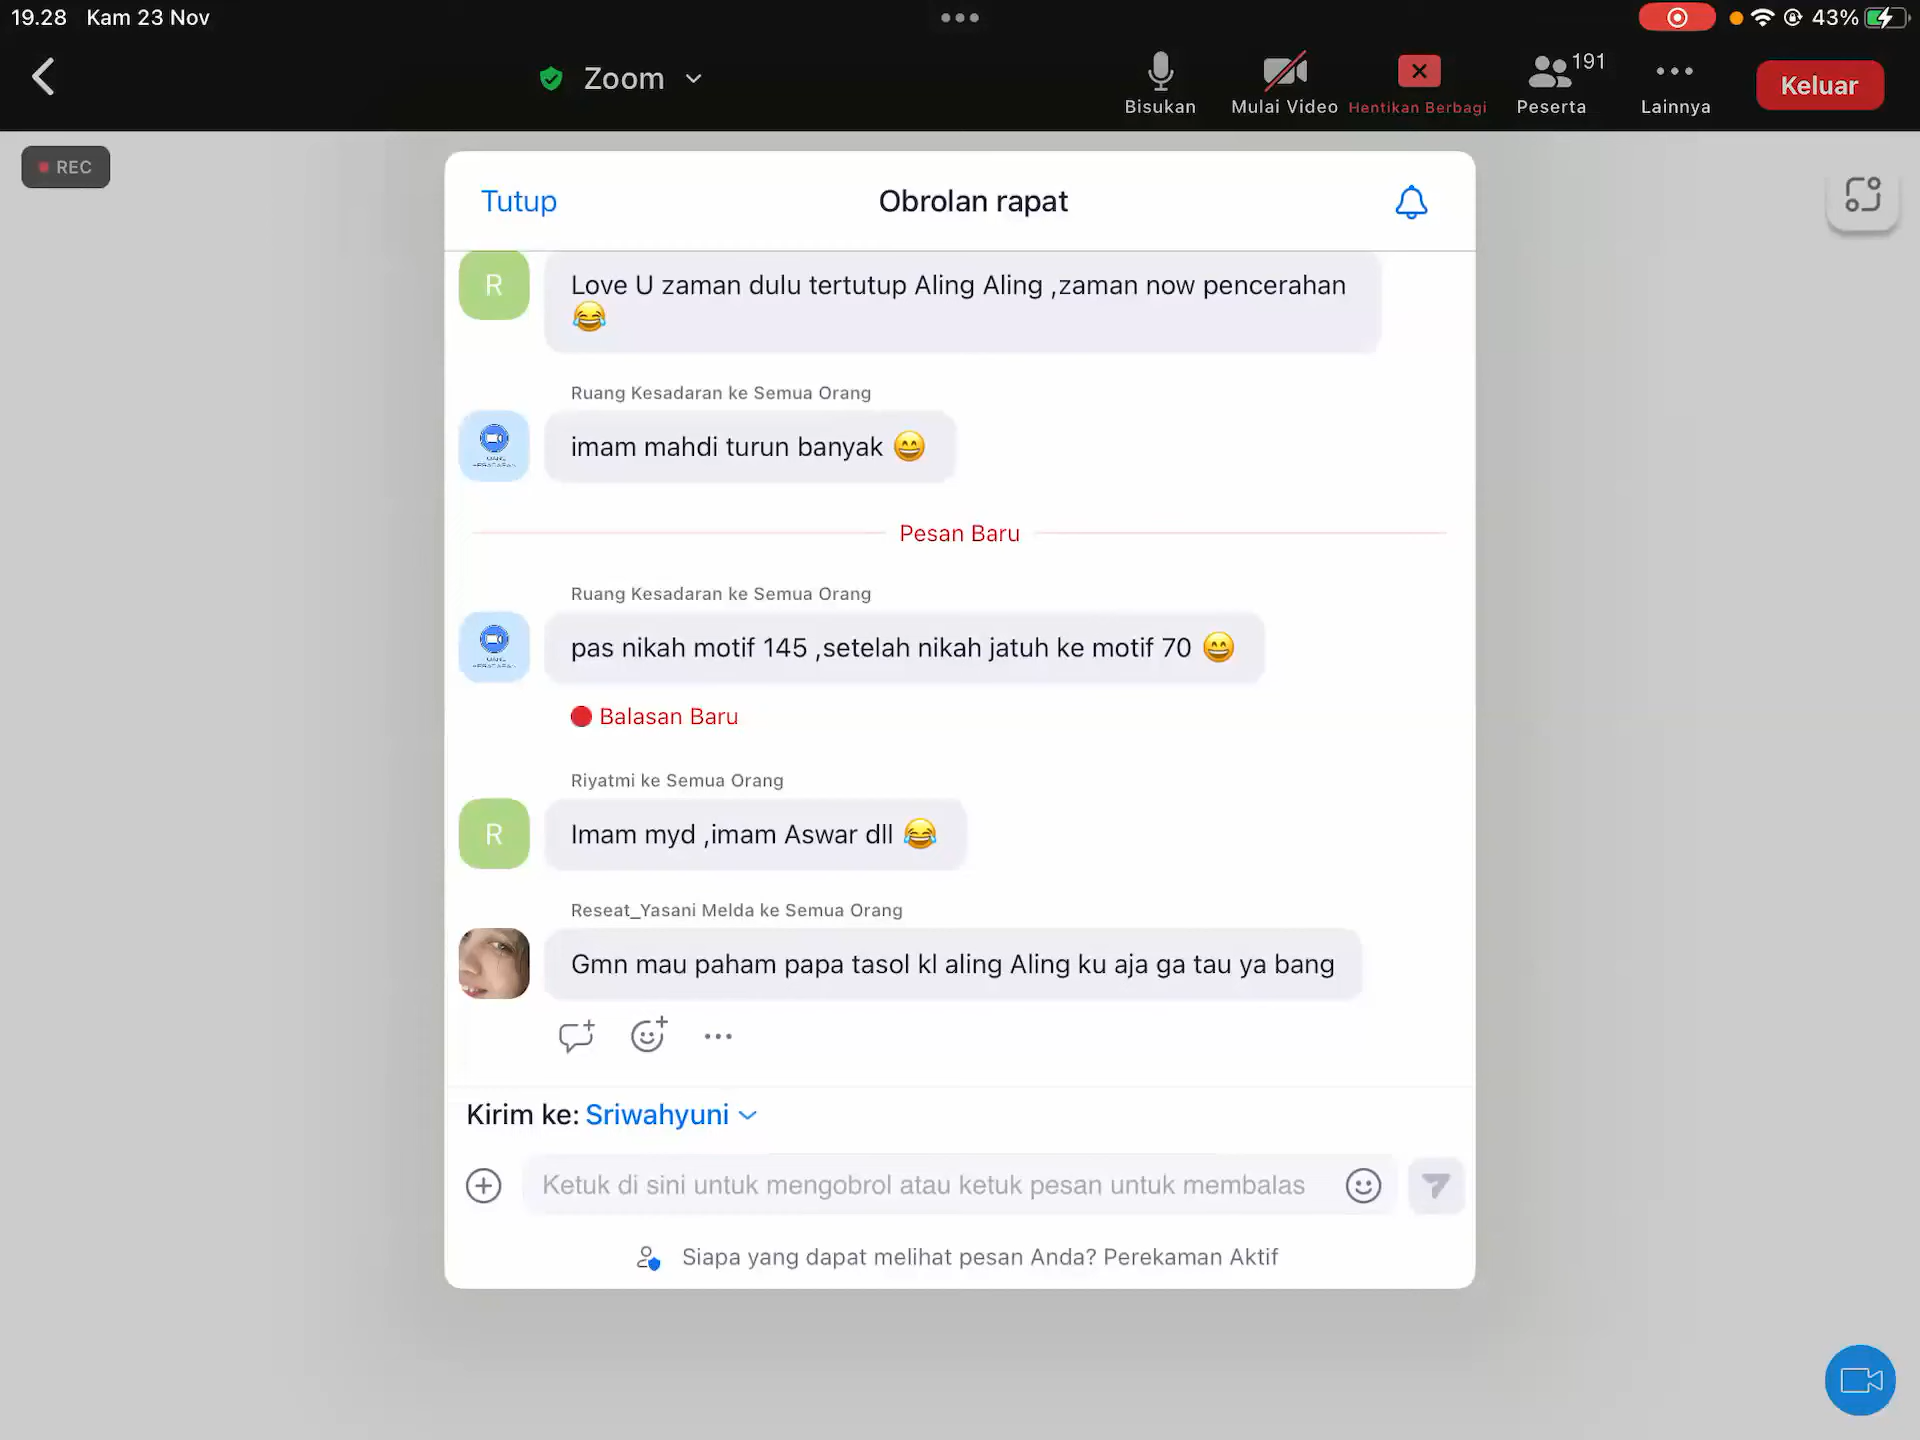 19.28 Kam 23 Nov
43%
Zoom
Bisukan
Mulai Video
Hentikan Berbagi
191
Peserta
Lainnya
Keluar
REC
Tutup
Obrolan rapat
R
Love U zaman dulu tertutup Aling Aling ,zaman now pencerahan
😂
Ruang Kesadaran ke Semua Orang
imam mahdi turun banyak 😄
Pesan Baru
Ruang Kesadaran ke Semua Orang
pas nikah motif 145 ,setelah nikah jatuh ke motif 70 😄
Balasan Baru
Riyatmi ke Semua Orang
R
Imam myd ,imam Aswar dll 😂
Reseat_Yasani Melda ke Semua Orang
Gmn mau paham papa tasol kl aling Aling ku aja ga tau ya bang
Kirim ke: Sriwahyuni
Ketuk di sini untuk mengobrol atau ketuk pesan untuk membalas
Siapa yang dapat melihat pesan Anda? Perekaman Aktif